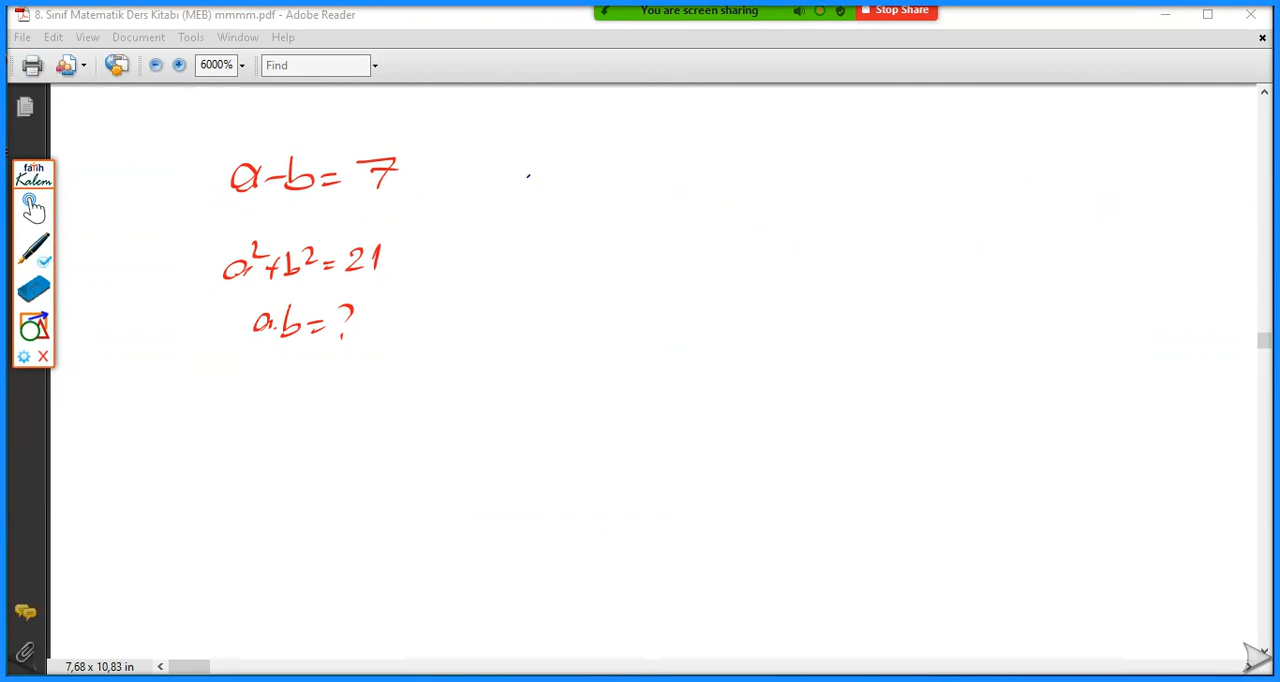 8. Sınıf Matematik Ders Kitabı (MEB) mmmm.pdf - Adobe Reader
You are screen sharing
Stop Share
File Edit View Document Tools Window Help
6000%
Find
fatih
Kalem
a-b= 7
a²+b²=21
a.b=?
7,68 x 10,83 in